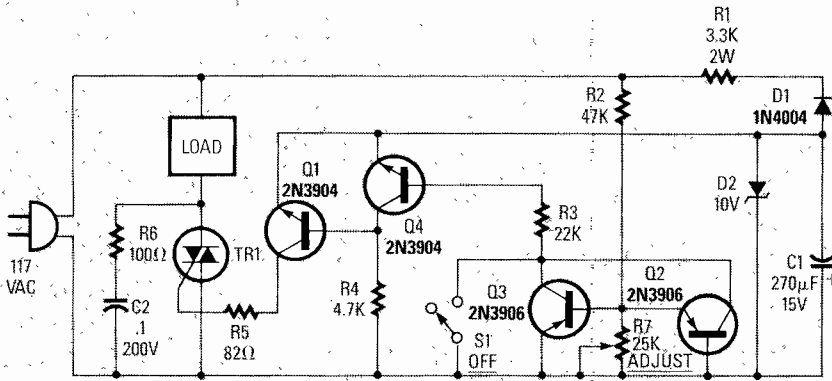 R1
3.3K
2W
R2
47K
D1
1N4004
LOAD
Q1
2N3904
D2
10V
Q4
2N3904
R3
22K
R6
100Ω
TR1
117
VAC
C1
270µF
15V
+
Q3
2N3906
Q2
2N3906
R4
4.7K
C2
.1
200V
R5
82Ω
S1
OFF
R7
25K
ADJUST